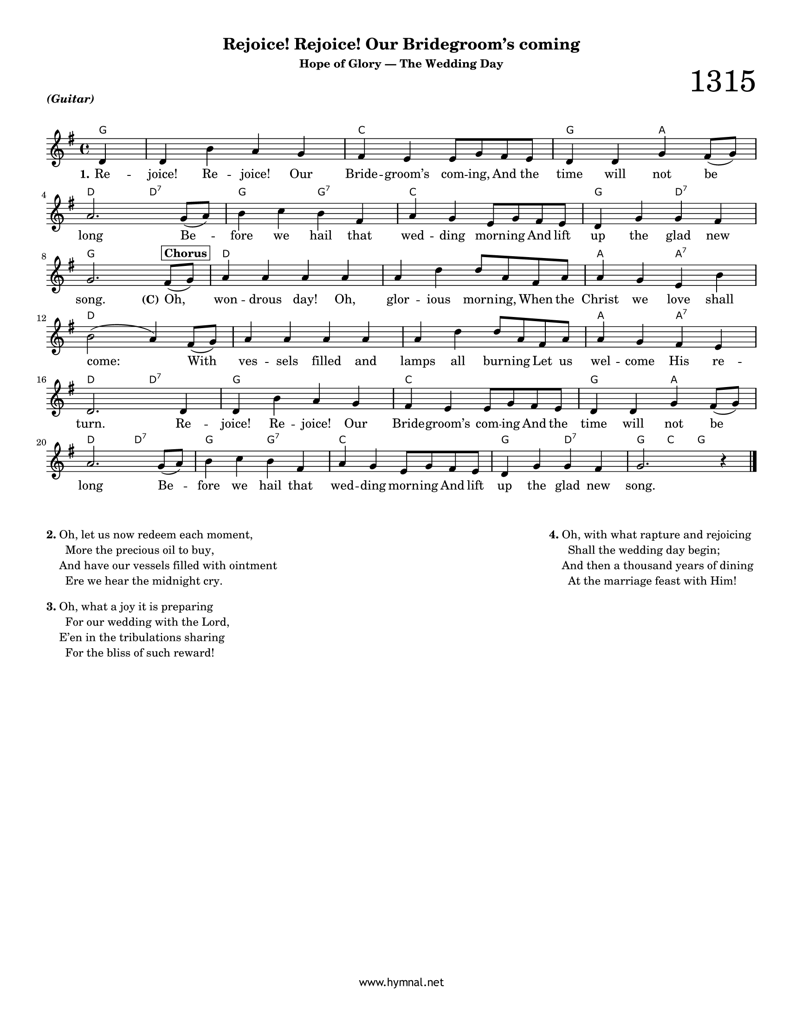 Rejoice! Rejoice! Our Bridegroom's coming
Hope of Glory — The Wedding Day
1315
(Guitar)
G C G A
1. Re - joice! Re - joice! Our Bride - groom's com - ing, And the time will not be
4 D D7 G G7 C G D7
long Be - fore we hail that wed - ding morning And lift up the glad new
8 G Chorus D A A7
song. (C) Oh, won - drous day! Oh, glor - ious morning, When the Christ we love shall
12 D A A7
come: With ves - sels filled and lamps all burning Let us wel - come His re -
16 D D7 G C G A
turn. Re - joice! Re - joice! Our Bridegroom's com - ing And the time will not be
20 D D7 G G7 C G D7 G C G
long Be - fore we hail that wed - ding morning And lift up the glad new song.
2. Oh, let us now redeem each moment,
More the precious oil to buy,
And have our vessels filled with ointment
Ere we hear the midnight cry.
3. Oh, what a joy it is preparing
For our wedding with the Lord,
E'en in the tribulations sharing
For the bliss of such reward!
4. Oh, with what rapture and rejoicing
Shall the wedding day begin;
And then a thousand years of dining
At the marriage feast with Him!
www.hymnal.net